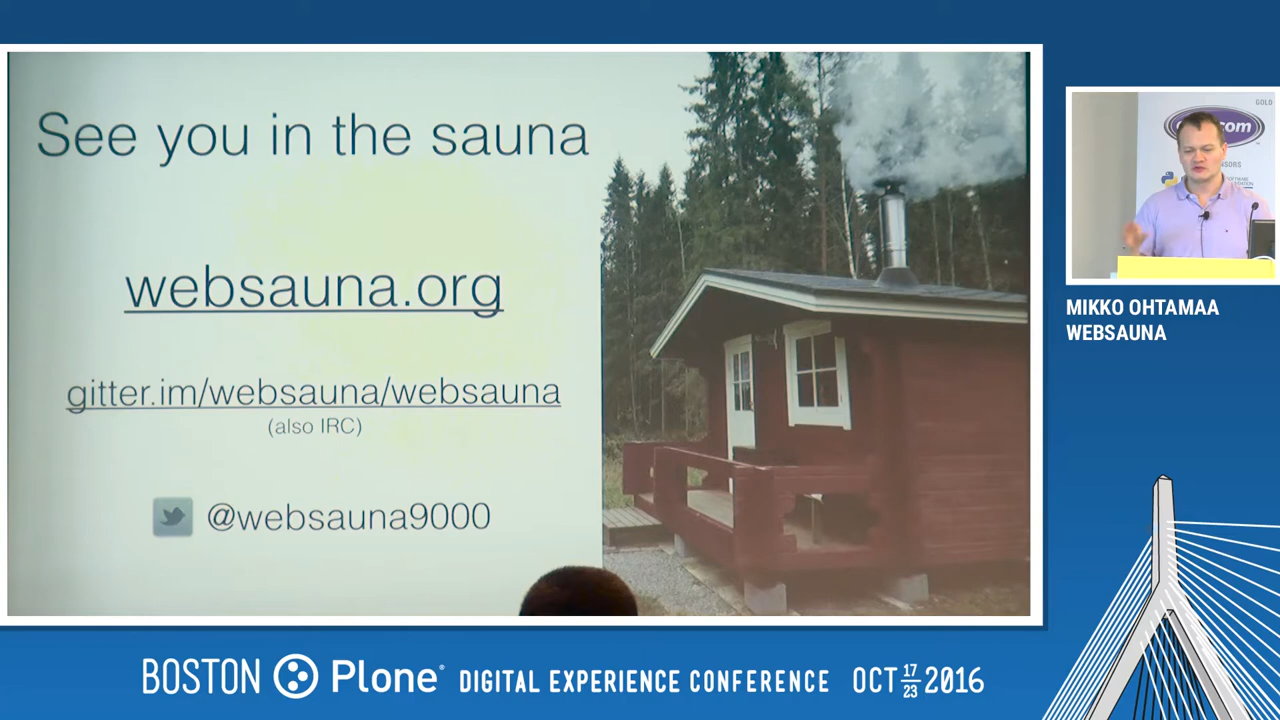 See you in the sauna
websauna.org
gitter.im/websauna/websauna
(also IRC)
@websauna9000
GOLD
MIKKO OHTAMAA
WEBSAUNA
BOSTON Plone® DIGITAL EXPERIENCE CONFERENCE OCT 17 23 2016